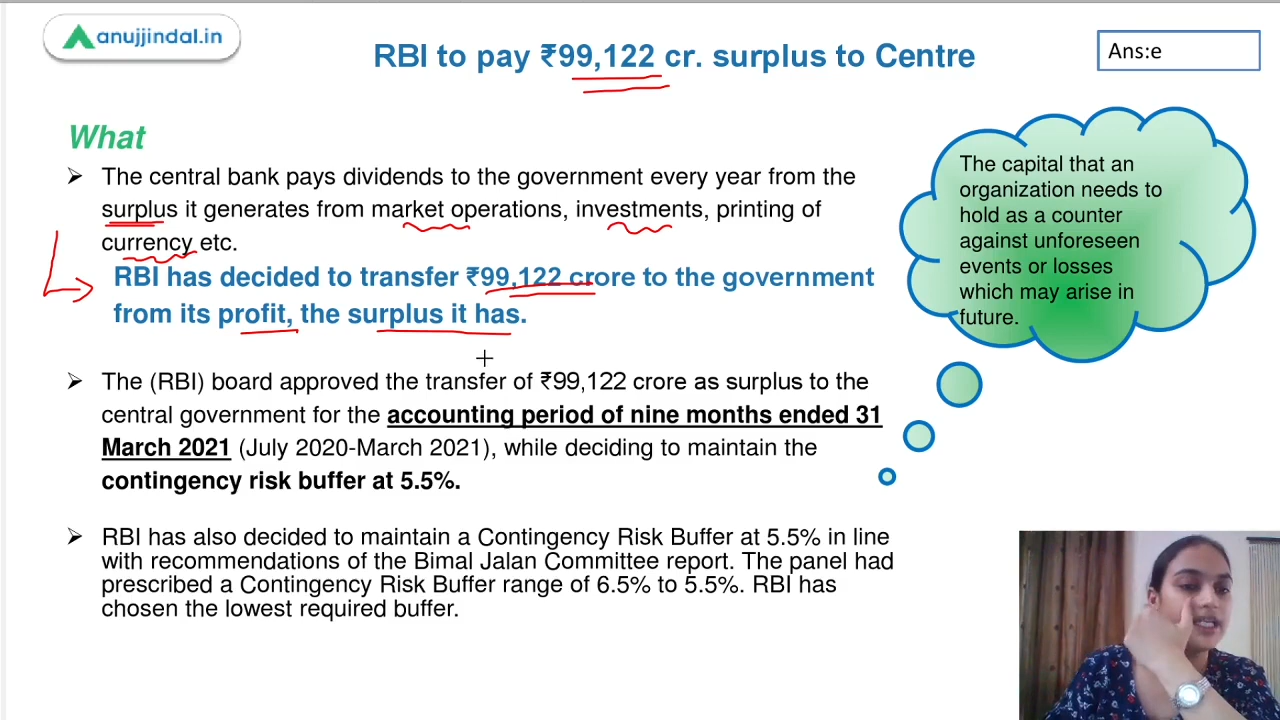 anujjindal.in
RBI to pay ₹99,122 cr. surplus to Centre
Ans:e
What
➤ The central bank pays dividends to the government every year from the
surplus it generates from market operations, investments, printing of
currency etc.
RBI has decided to transfer ₹99,122 crore to the government
from its profit, the surplus it has.
➤ The (RBI) board approved the transfer of ₹99,122 crore as surplus to the
central government for the accounting period of nine months ended 31
March 2021 (July 2020-March 2021), while deciding to maintain the
contingency risk buffer at 5.5%.
➤ RBI has also decided to maintain a Contingency Risk Buffer at 5.5% in line
with recommendations of the Bimal Jalan Committee report. The panel had
prescribed a Contingency Risk Buffer range of 6.5% to 5.5%. RBI has
chosen the lowest required buffer.
The capital that an
organization needs to
hold as a counter
against unforeseen
events or losses
which may arise in
future.